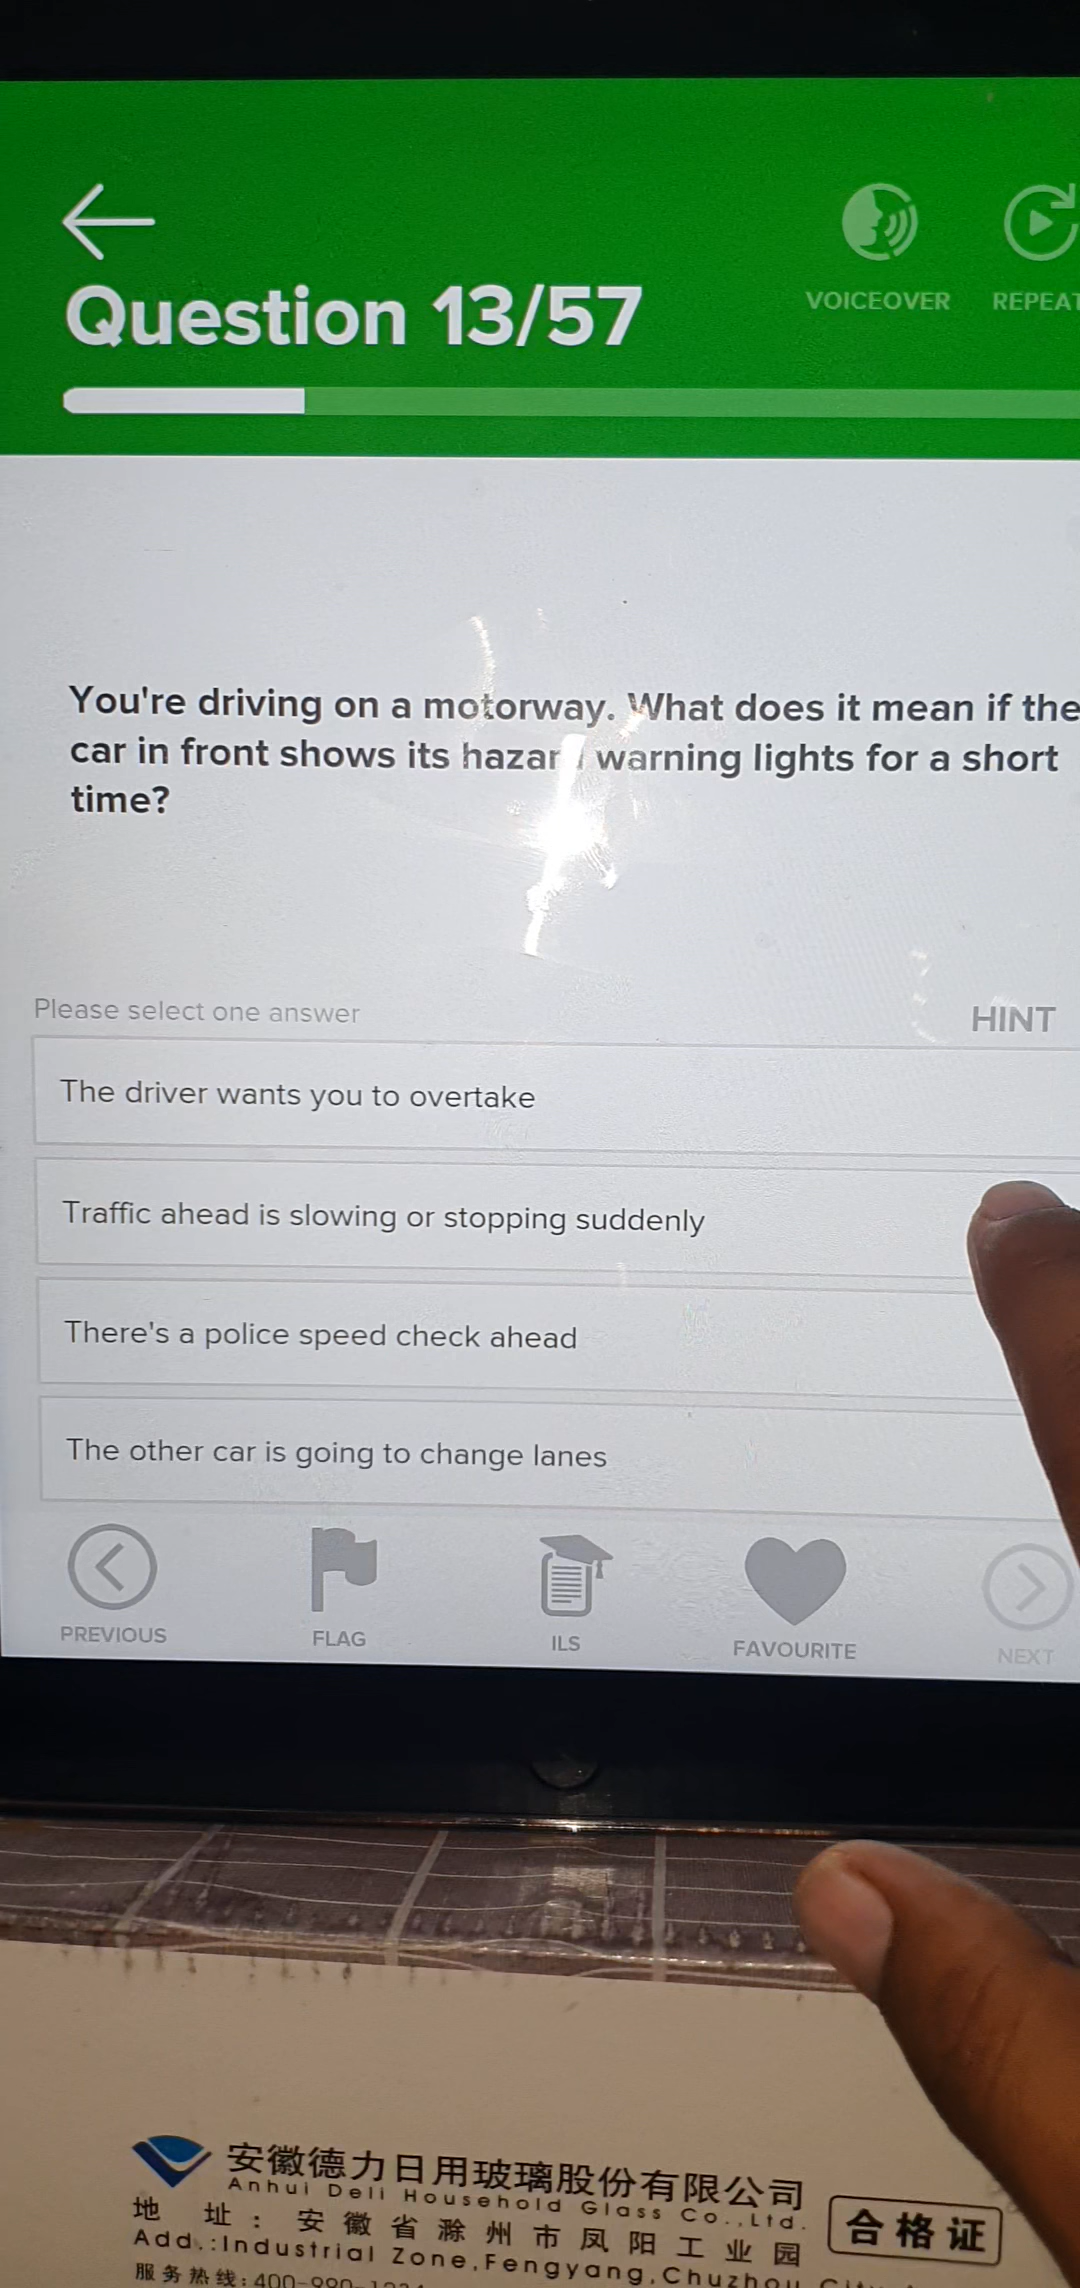 Question 13/57
VOICEOVER
REPEAT
You're driving on a motorway. What does it mean if the
car in front shows its hazar warning lights for a short
time?
Please select one answer
HINT
The driver wants you to overtake
Traffic ahead is slowing or stopping suddenly
There's a police speed check ahead
The other car is going to change lanes
PREVIOUS
FLAG
ILS
FAVOURITE
NEXT
安徽德力日用玻璃股份有限公司
Anhui Deli Household Glass Co.,Ltd.
地 址：安徽省滁州市凤阳工业园
合格证
Add.:Industrial Zone,Fengyang,Chuzhou
服务热线:400-990-